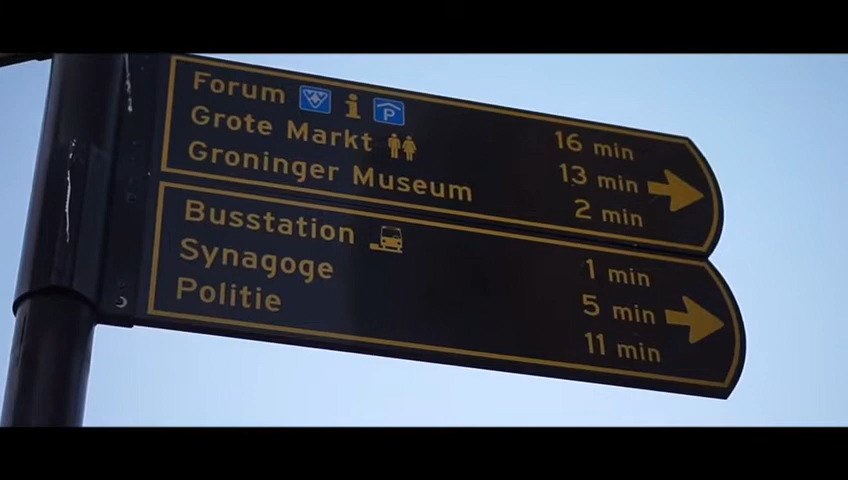 Forum i P 16 min
Grote Markt 13 min
Groninger Museum 2 min
Busstation 1 min
Synagoge 5 min
Politie 11 min